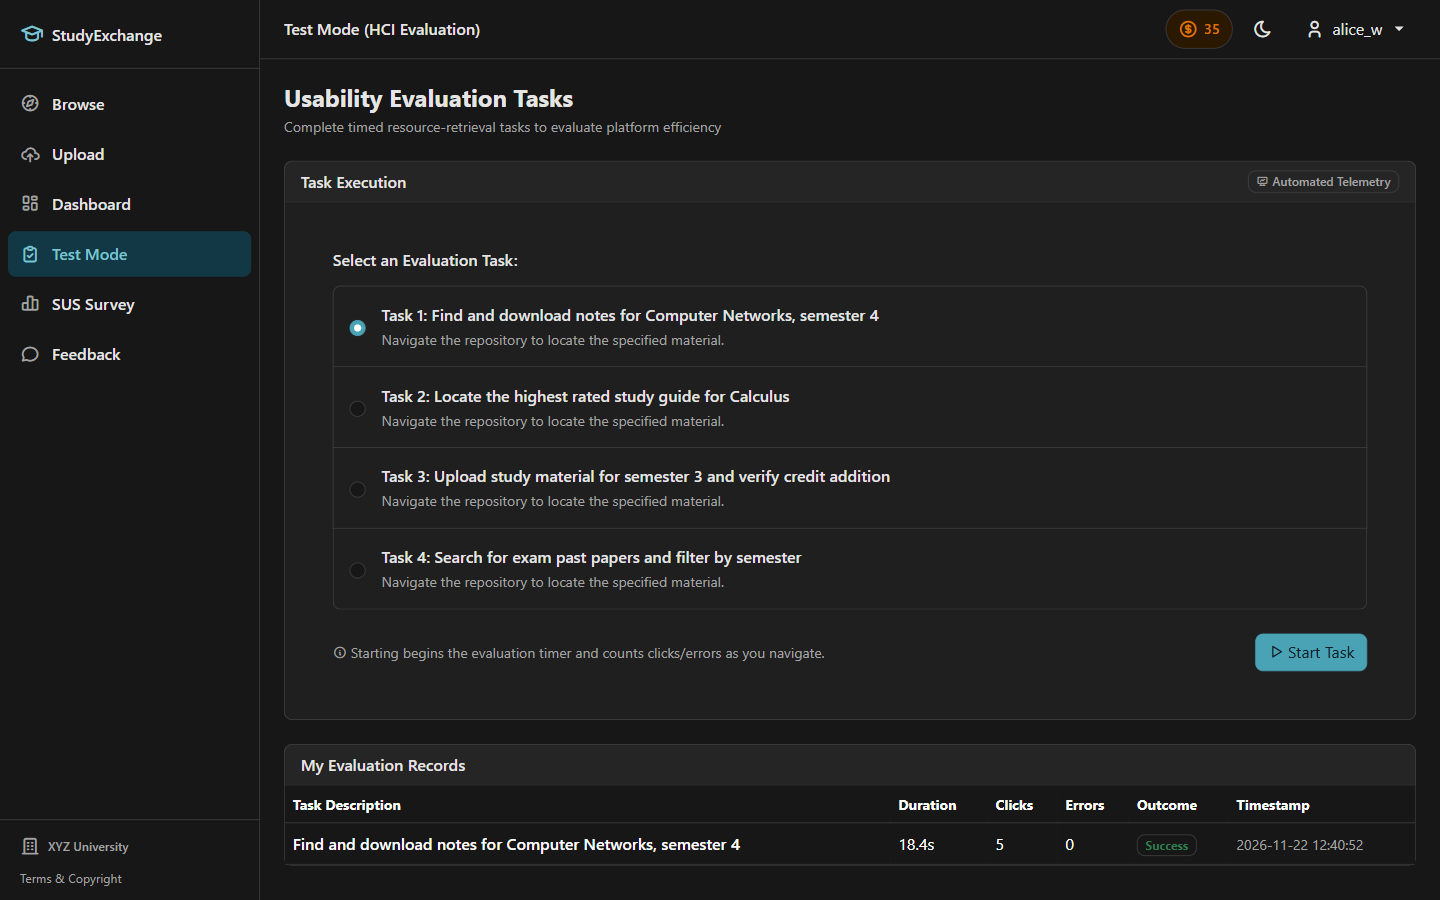 StudyExchange
Test Mode (HCI Evaluation)
35
alice_w
Browse
Upload
Dashboard
Test Mode
SUS Survey
Feedback
XYZ University
Terms & Copyright
Usability Evaluation Tasks
Complete timed resource-retrieval tasks to evaluate platform efficiency
Task Execution
Automated Telemetry
Select an Evaluation Task:
Task 1: Find and download notes for Computer Networks, semester 4
Navigate the repository to locate the specified material.
Task 2: Locate the highest rated study guide for Calculus
Navigate the repository to locate the specified material.
Task 3: Upload study material for semester 3 and verify credit addition
Navigate the repository to locate the specified material.
Task 4: Search for exam past papers and filter by semester
Navigate the repository to locate the specified material.
Starting begins the evaluation timer and counts clicks/errors as you navigate.
Start Task
My Evaluation Records
Task Description Duration Clicks Errors Outcome Timestamp
Find and download notes for Computer Networks, semester 4 18.4s 5 0 Success 2026-11-22 12:40:52